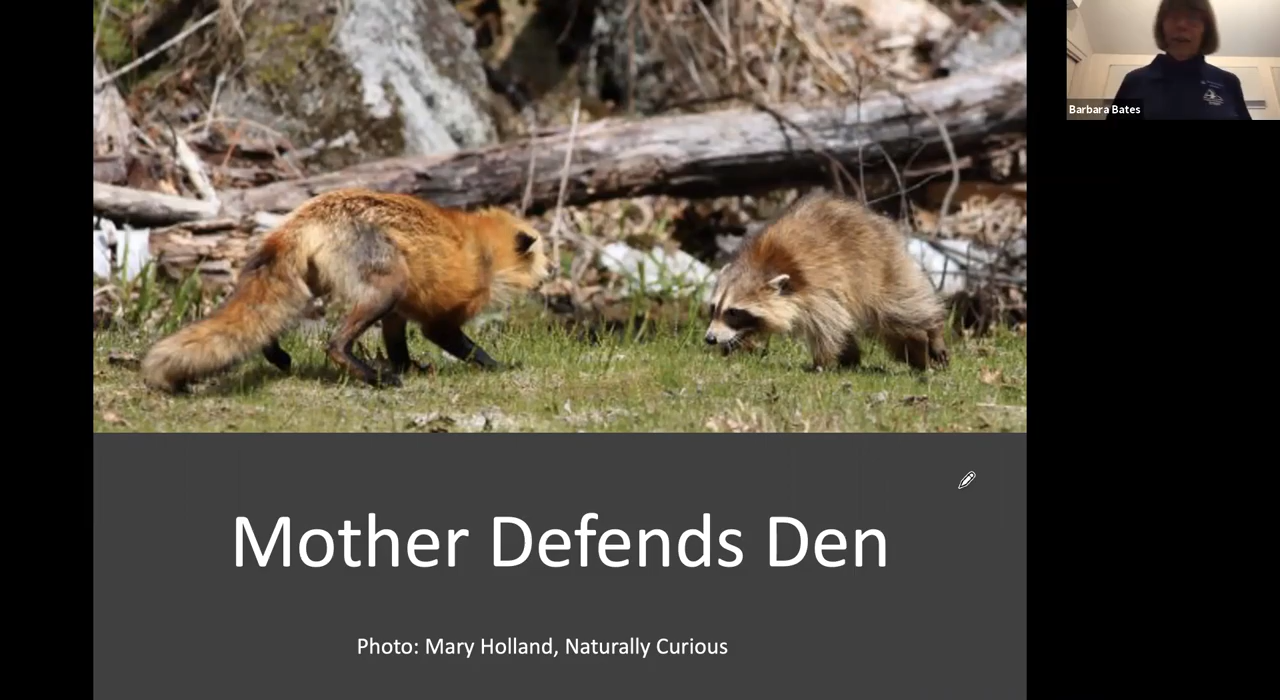 Barbara Bates
Mother Defends Den
Photo: Mary Holland, Naturally Curious